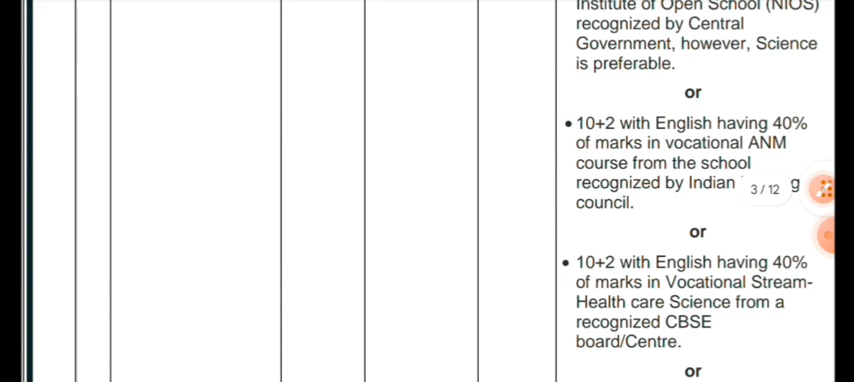 Institute of Open School (NIOS)
recognized by Central
Government, however, Science
is preferable.
or
• 10+2 with English having 40%
of marks in vocational ANM
course from the school
recognized by Indian
council.
3 / 12
or
• 10+2 with English having 40%
of marks in Vocational Stream-
Health care Science from a
recognized CBSE
board/Centre.
or